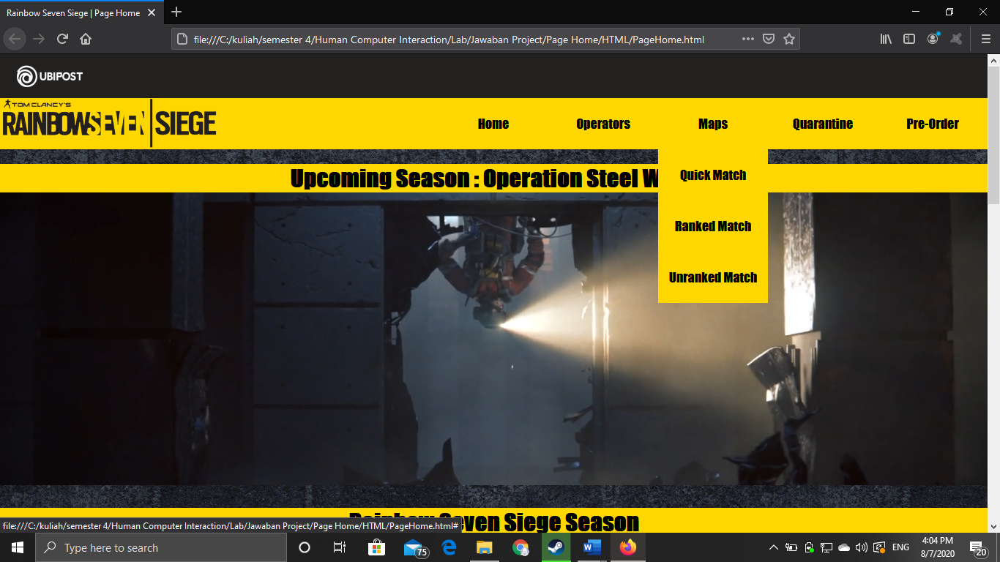 Rainbow Seven Siege | Page Home
file:///C:/kuliah/semester 4/Human Computer Interaction/Lab/Jawaban Project/Page Home/HTML/PageHome.html
UBIPOST
TOM CLANCY'S
RAINBOWSEVEN SIEGE
Home Operators Maps Quarantine Pre-Order
Quick Match
Upcoming Season : Operation Steel W
Ranked Match
Unranked Match
Rainbow Seven Siege Season
file:///C:/kuliah/semester 4/Human Computer Interaction/Lab/Jawaban Project/Page Home/HTML/PageHome.html#
Type here to search
75
ENG
4:04 PM
8/7/2020
20